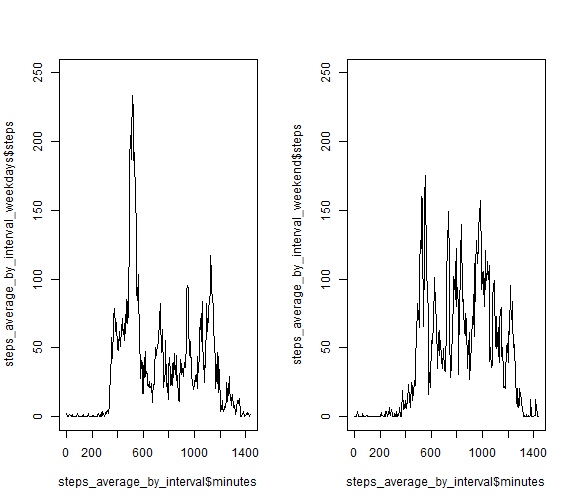 steps_average_by_interval_weekdays$steps
250
200
150
100
50
0
0 200 600 1000 1400
steps_average_by_interval$minutes
steps_average_by_interval_weekend$steps
250
200
150
100
50
0
0 200 600 1000 1400
steps_average_by_interval$minutes